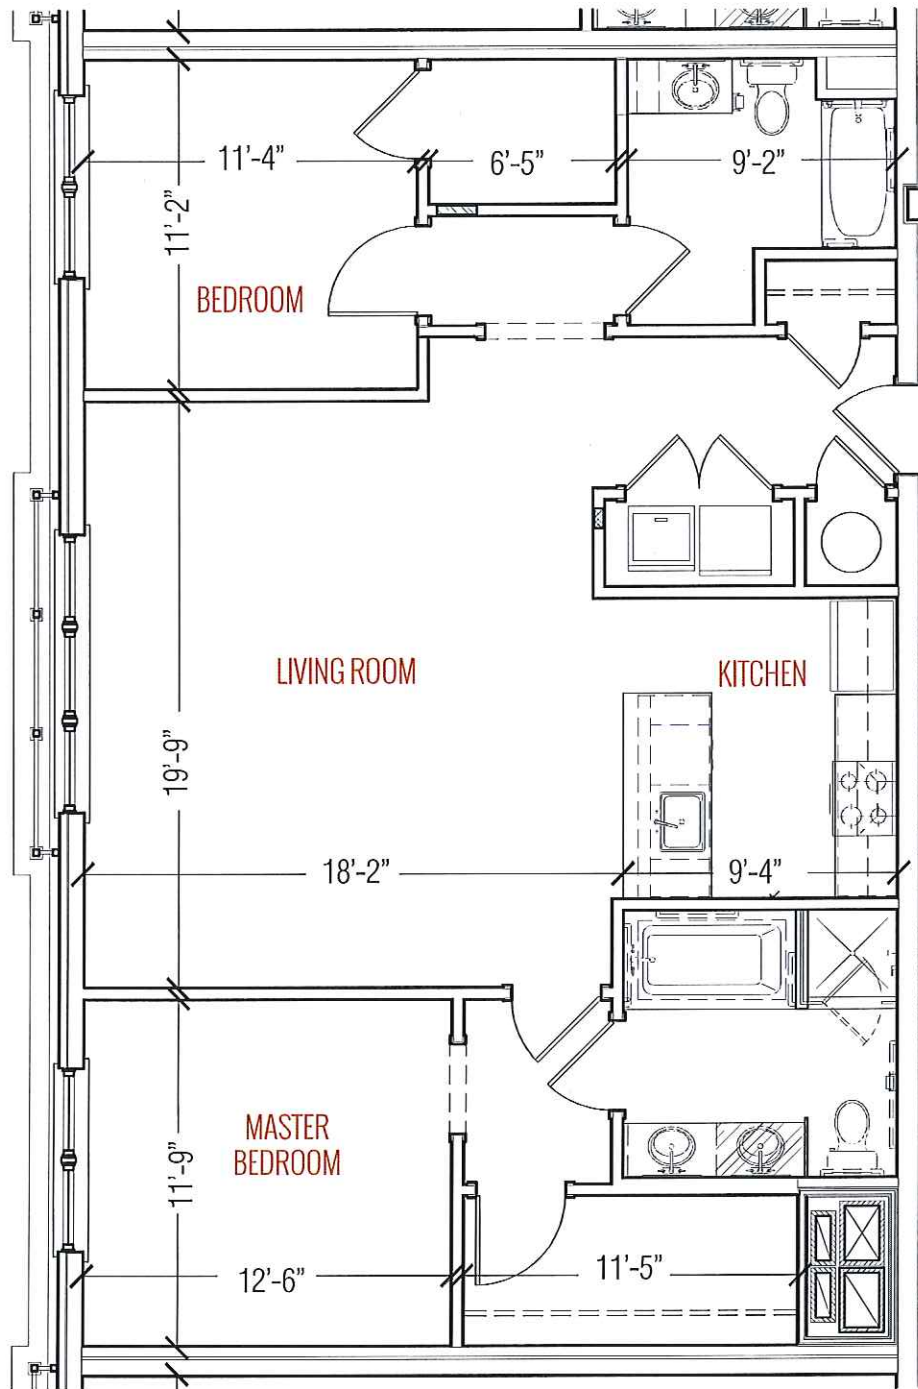 11'-4"
6'-5"
9'-2"
11'-2"
BEDROOM
LIVING ROOM
KITCHEN
19'-9"
18'-2"
9'-4"
MASTER
BEDROOM
11'-9"
12'-6"
11'-5"